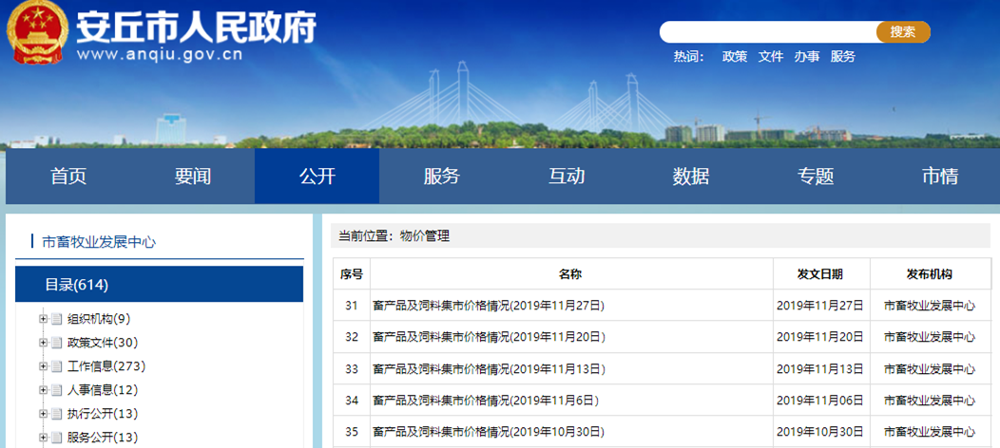 安丘市人民政府
www.anqiu.gov.cn
搜索
热词： 政策 文件 办事 服务
首页 要闻 公开 服务 互动 数据 专题 市情
市畜牧业发展中心
目录(614)
组织机构(9)
政策文件(30)
工作信息(273)
人事信息(12)
执行公开(13)
服务公开(13)
当前位置：物价管理
序号 名称 发文日期 发布机构
31 畜产品及饲料集市价格情况(2019年11月27日) 2019年11月27日 市畜牧业发展中心
32 畜产品及饲料集市价格情况(2019年11月20日) 2019年11月20日 市畜牧业发展中心
33 畜产品及饲料集市价格情况(2019年11月13日) 2019年11月13日 市畜牧业发展中心
34 畜产品及饲料集市价格情况(2019年11月6日) 2019年11月06日 市畜牧业发展中心
35 畜产品及饲料集市价格情况(2019年10月30日) 2019年10月30日 市畜牧业发展中心